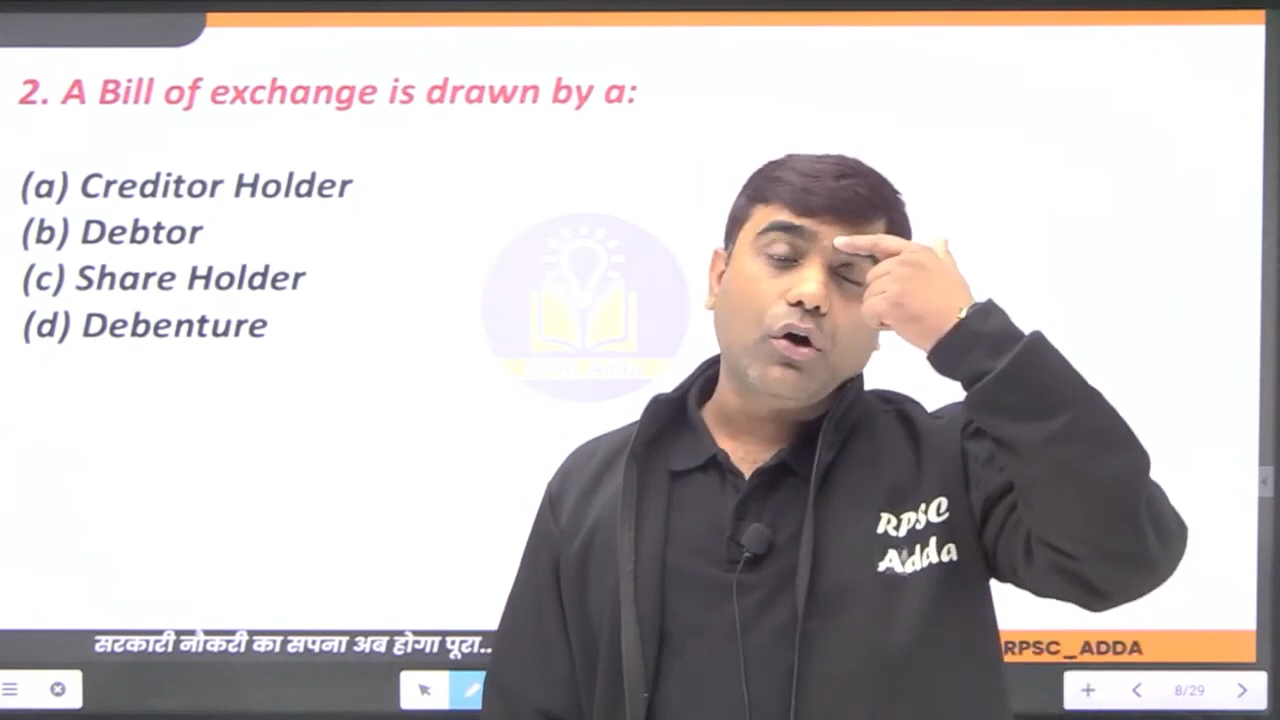 2. A Bill of exchange is drawn by a:
(a) Creditor Holder
(b) Debtor
(c) Share Holder
(d) Debenture
RPSC
Adda
सरकारी नौकरी का सपना अब होगा पूरा..
RPSC_ADDA
8/29